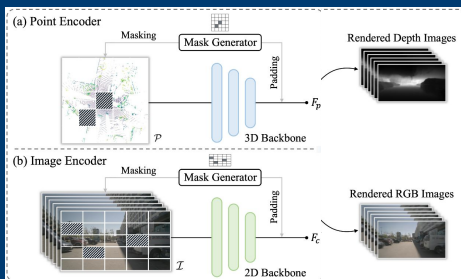 (a) Point Encoder
Masking
Mask Generator
Padding
P
3D Backbone
F_p
Rendered Depth Images
(b) Image Encoder
Masking
Mask Generator
Padding
I
2D Backbone
F_c
Rendered RGB Images